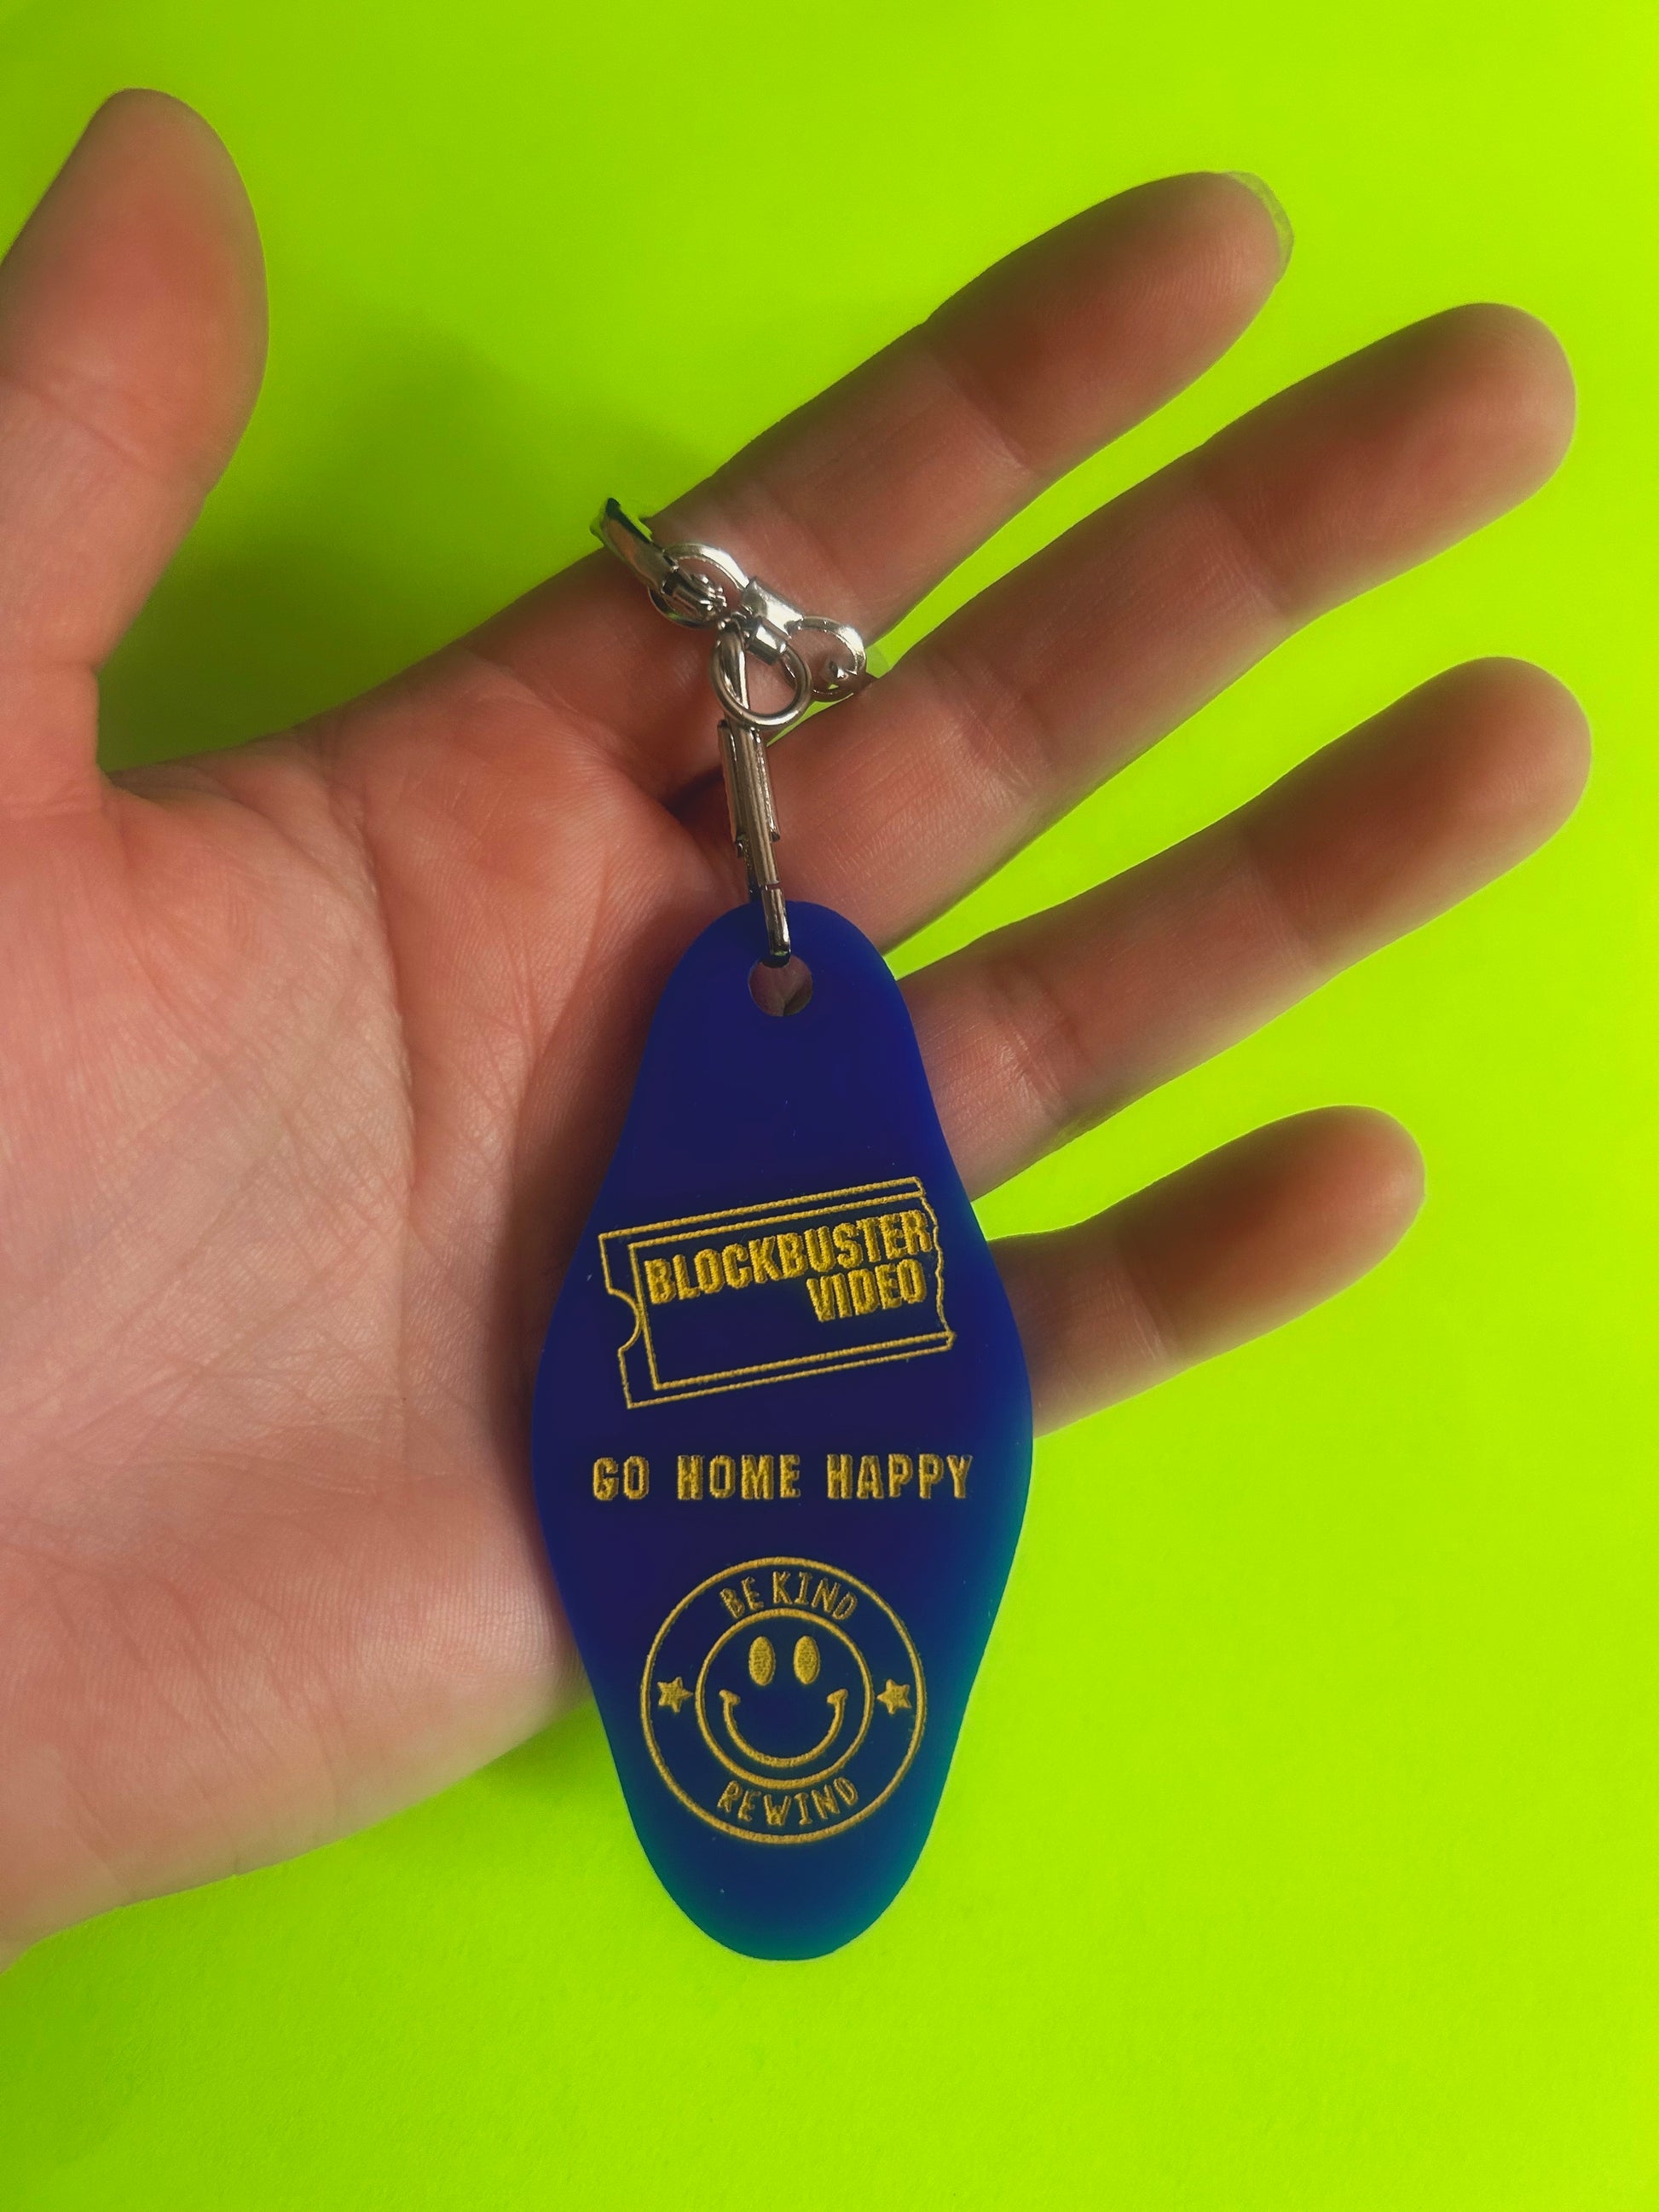 BLOCKBUSTER
VIDEO
GO HOME HAPPY
BE KIND
REWIND